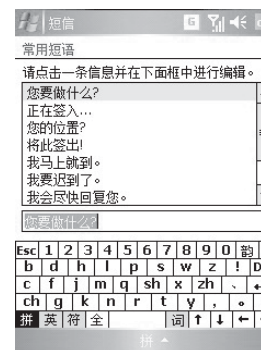 短信 G
常用短语
请点击一条信息并在下面框中进行编辑。
您要做什么?
正在签入...
您的位置?
将此签出!
我马上就到。
我要迟到了。
我会尽快回复您。
您要做什么?
Esc 1 2 3 4 5 6 7 8 9 0 韵
b d h l p s w z ! D
c f j m q sh x zh 、
ch g k n r t y , 。
拼 英 符 全 词 ↑ ↓ ←
拼